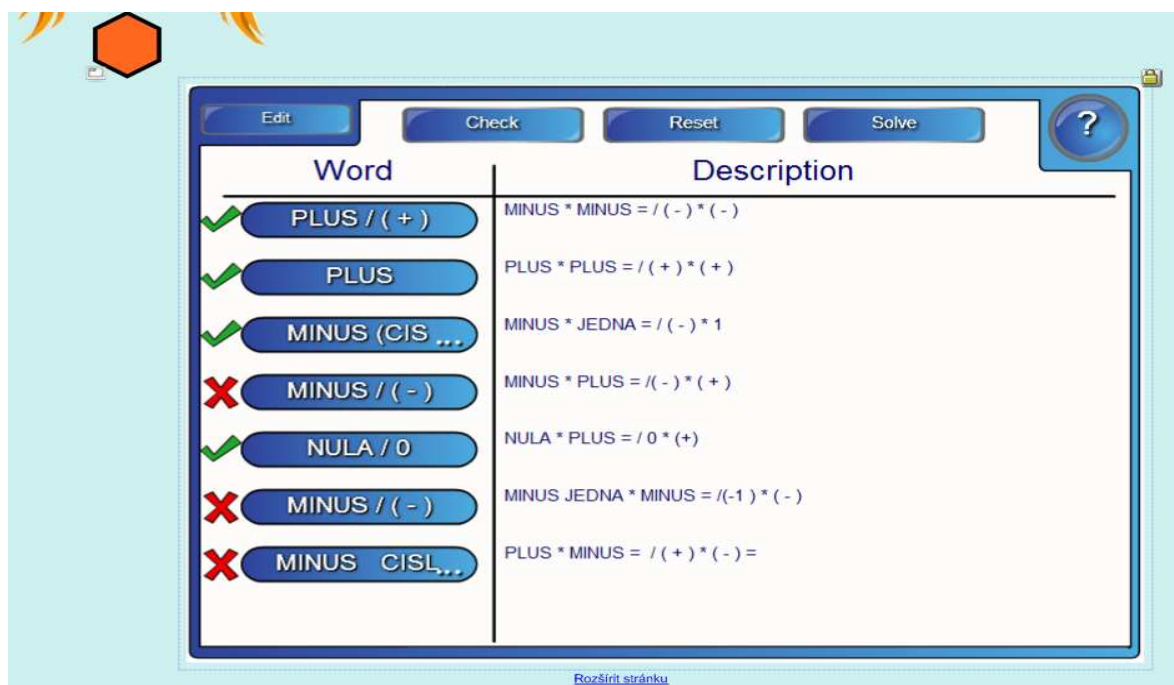 Edit Check Reset Solve ?
Word Description
PLUS / ( + ) MINUS * MINUS = / ( - ) * ( - )
PLUS PLUS * PLUS = / ( + ) * ( + )
MINUS (CIS ... MINUS * JEDNA = / ( - ) * 1
MINUS / ( - ) MINUS * PLUS = /( - ) * ( + )
NULA / 0 NULA * PLUS = / 0 * (+)
MINUS / ( - ) MINUS JEDNA * MINUS = /(-1 ) * ( - )
MINUS CISL... PLUS * MINUS = / ( + ) * ( - ) =
Rozšírit stránku